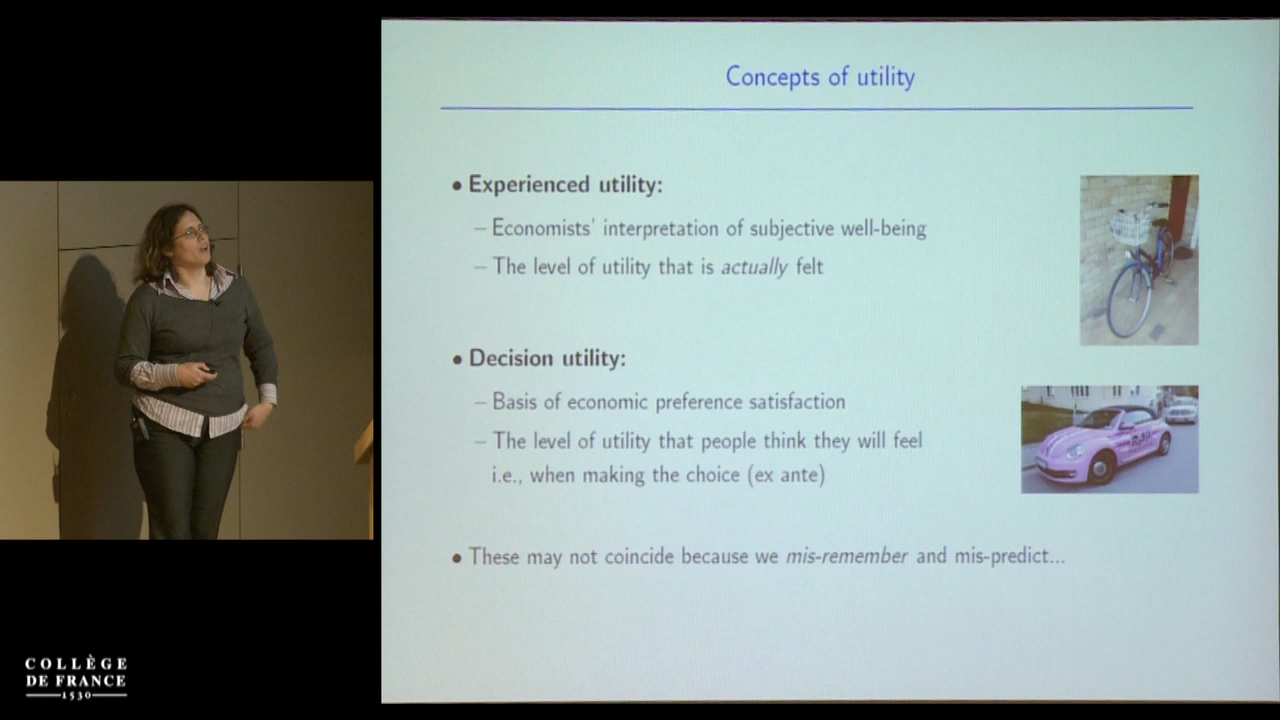 Concepts of utility
• Experienced utility:
– Economists' interpretation of subjective well-being
– The level of utility that is actually felt
• Decision utility:
– Basis of economic preference satisfaction
– The level of utility that people think they will feel
i.e., when making the choice (ex ante)
• These may not coincide because we mis-remember and mis-predict...
COLLÈGE
DE FRANCE
1530